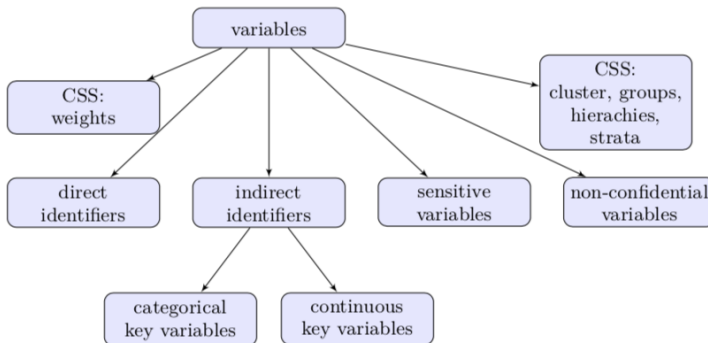 variables
CSS:
weights
CSS:
cluster, groups,
hierachies,
strata
direct
identifiers
indirect
identifiers
sensitive
variables
non-confidential
variables
categorical
key variables
continuous
key variables